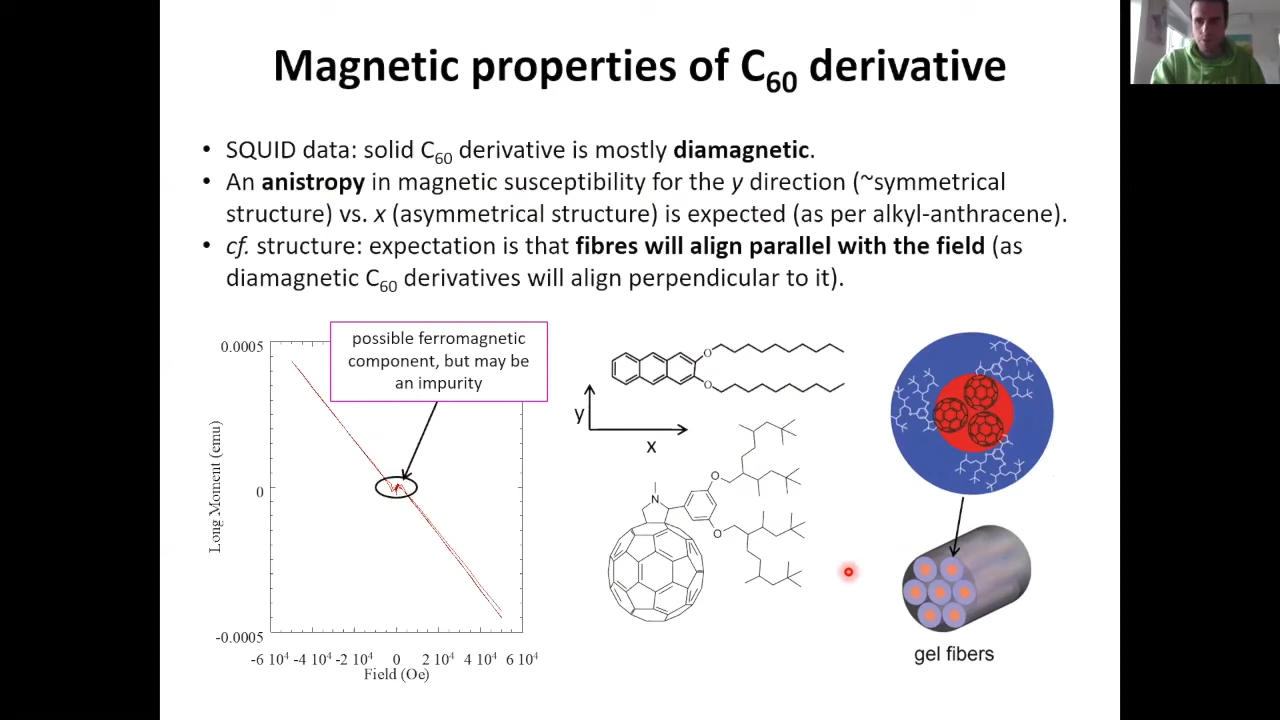 Magnetic properties of C60 derivative
• SQUID data: solid C60 derivative is mostly diamagnetic.
• An anistropy in magnetic susceptibility for the y direction (~symmetrical
structure) vs. x (asymmetrical structure) is expected (as per alkyl-anthracene).
• cf. structure: expectation is that fibres will align parallel with the field (as
diamagnetic C60 derivatives will align perpendicular to it).
possible ferromagnetic
component, but may be
an impurity
0.0005
0
-0.0005
Long Moment (emu)
-6 10⁴ -4 10⁴ -2 10⁴ 0 2 10⁴ 4 10⁴ 6 10⁴
Field (Oe)
O
O
y
x
N
O
O
gel fibers